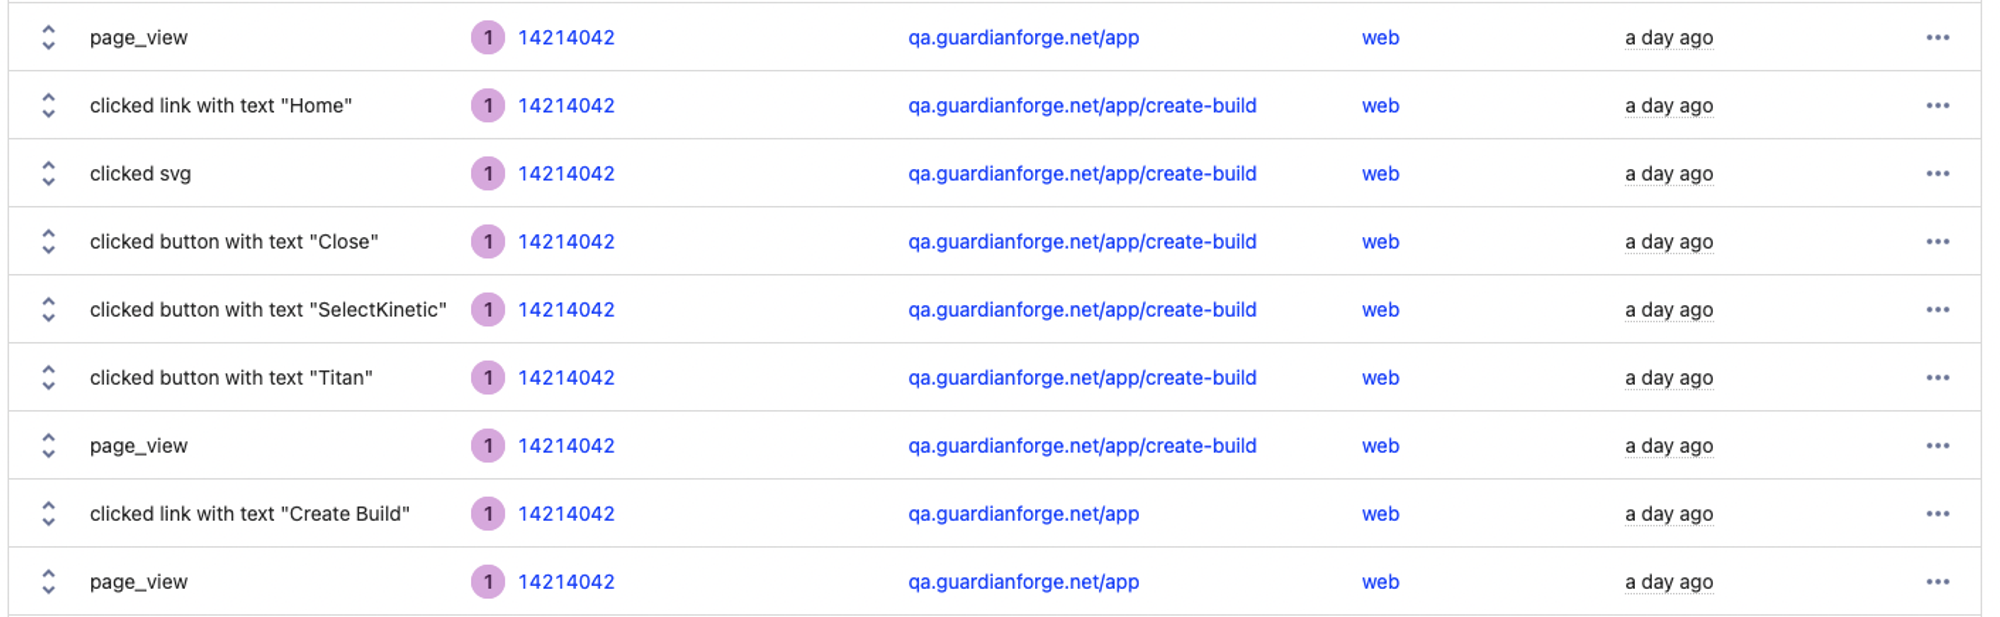 page_view 1 14214042 qa.guardianforge.net/app web a day ago
clicked link with text "Home" 1 14214042 qa.guardianforge.net/app/create-build web a day ago
clicked svg 1 14214042 qa.guardianforge.net/app/create-build web a day ago
clicked button with text "Close" 1 14214042 qa.guardianforge.net/app/create-build web a day ago
clicked button with text "SelectKinetic" 1 14214042 qa.guardianforge.net/app/create-build web a day ago
clicked button with text "Titan" 1 14214042 qa.guardianforge.net/app/create-build web a day ago
page_view 1 14214042 qa.guardianforge.net/app/create-build web a day ago
clicked link with text "Create Build" 1 14214042 qa.guardianforge.net/app web a day ago
page_view 1 14214042 qa.guardianforge.net/app web a day ago